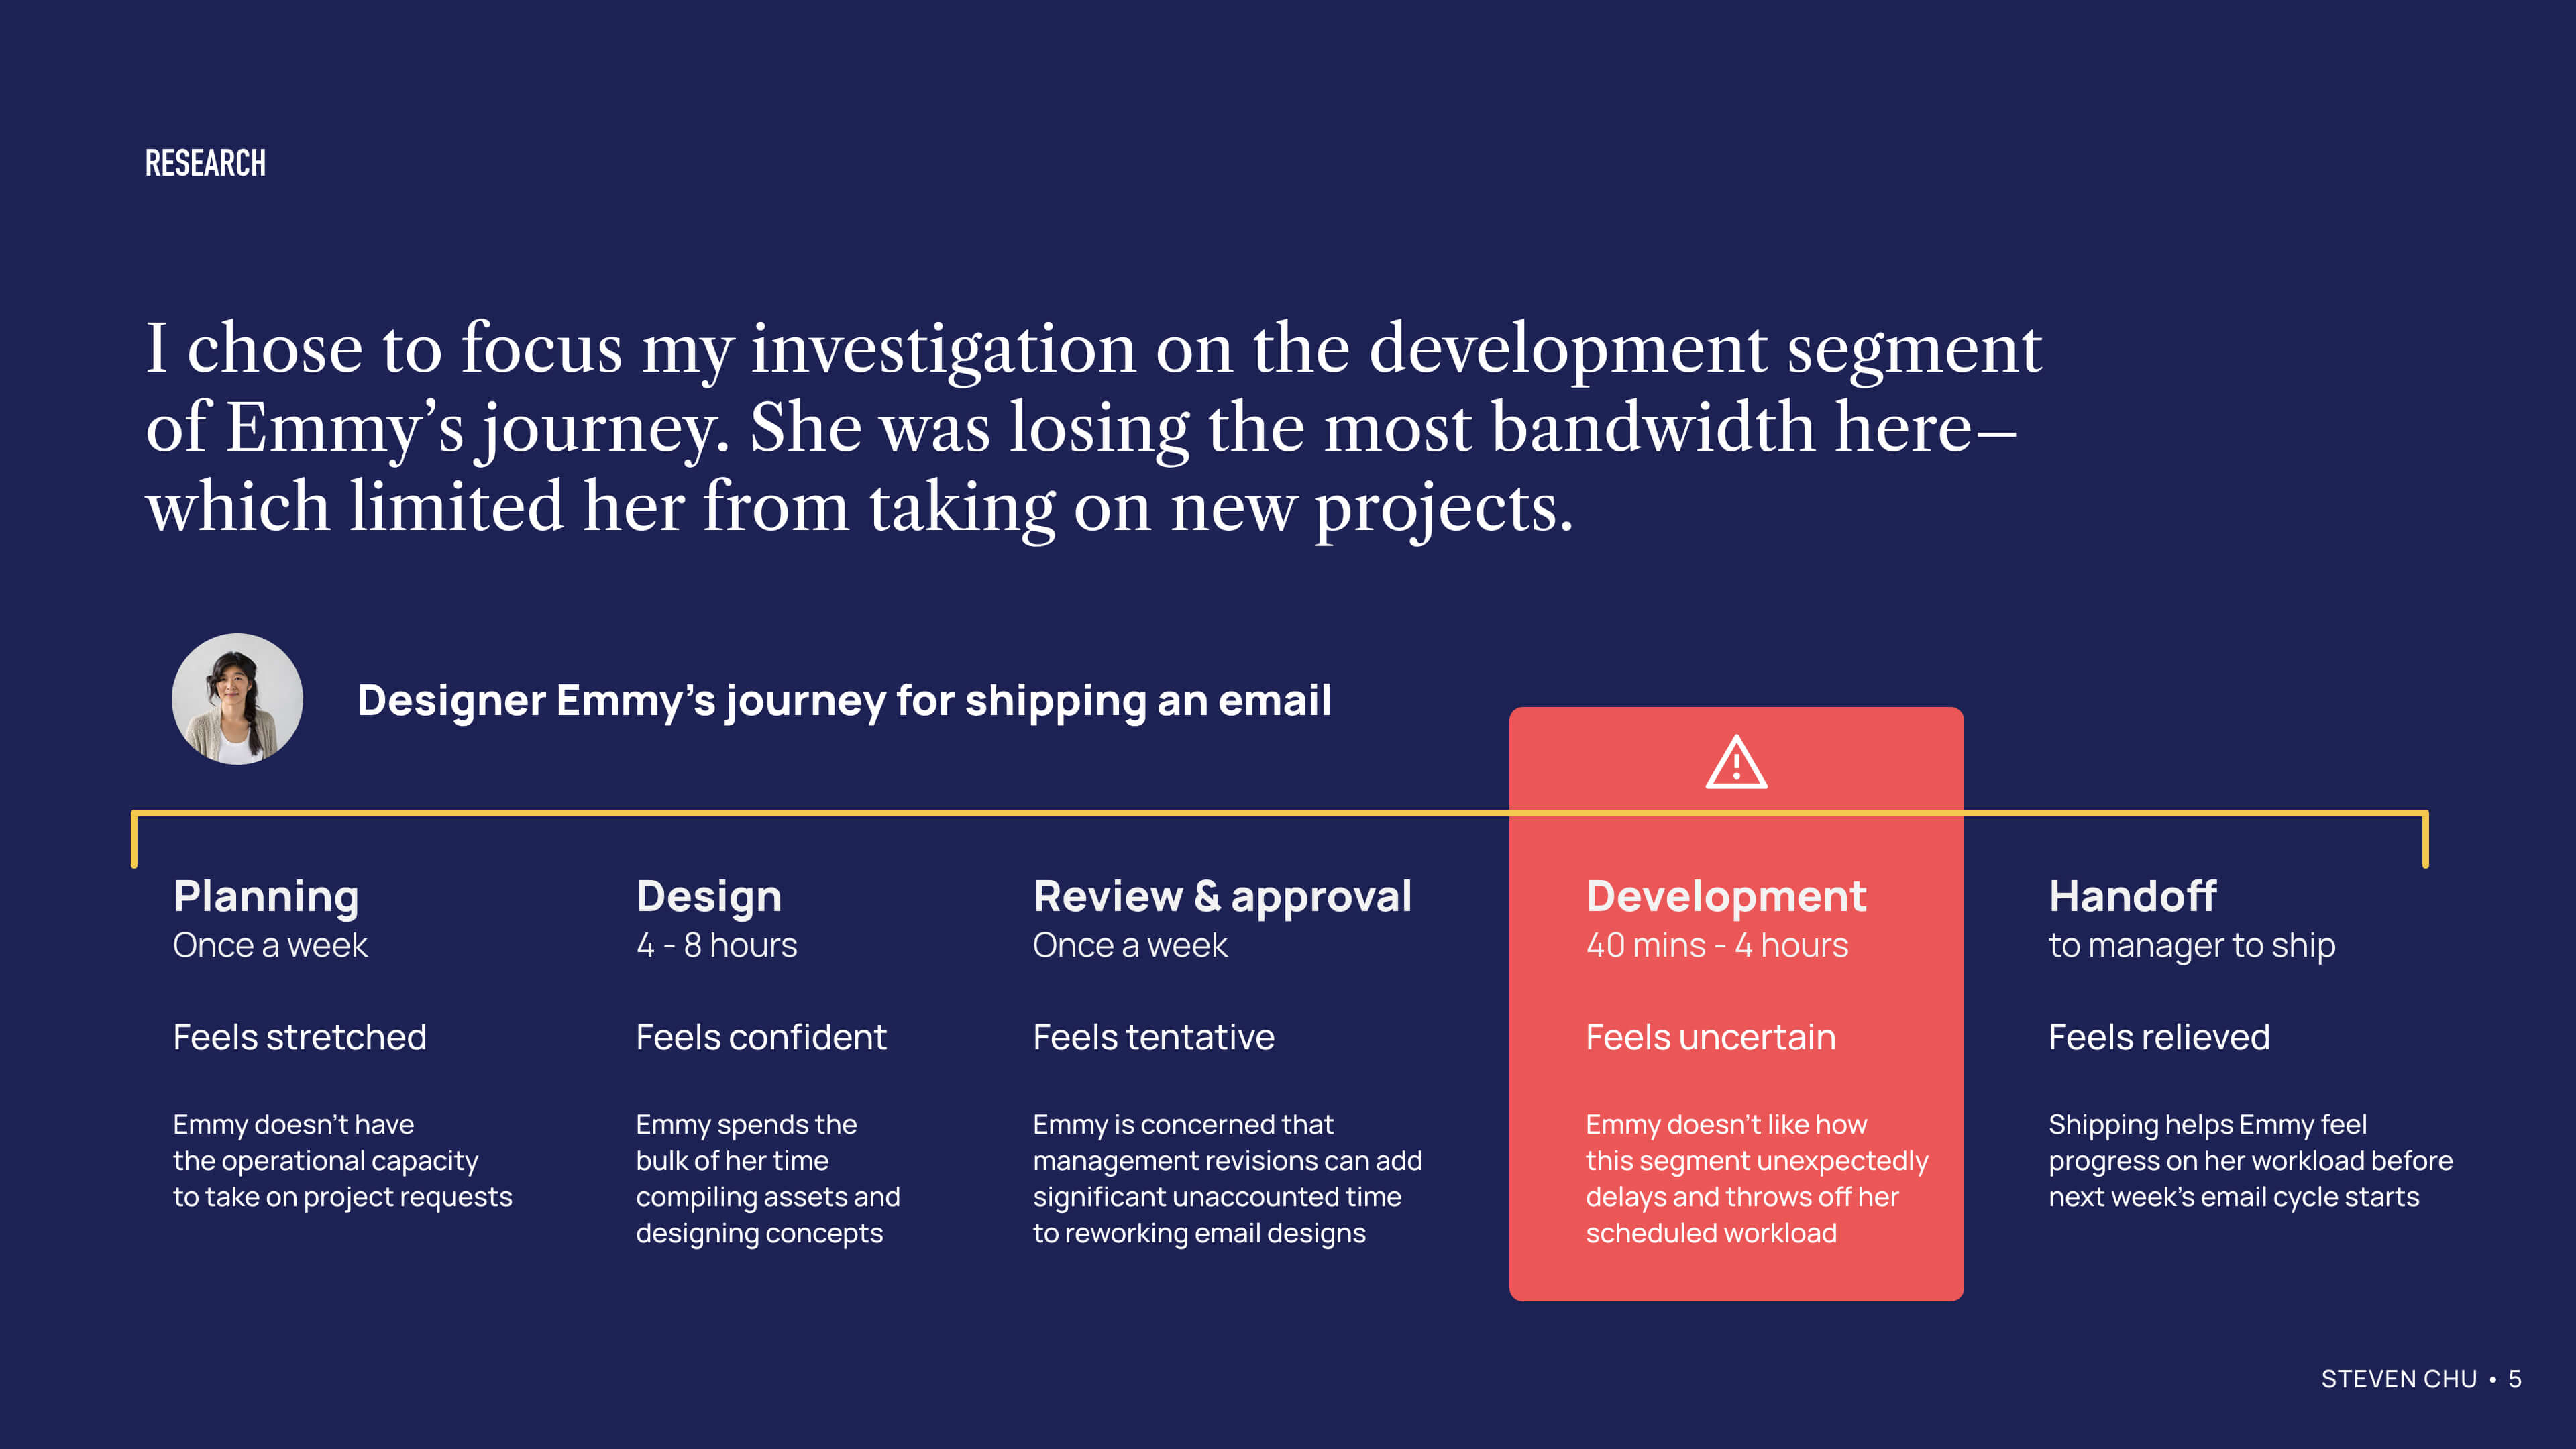 RESEARCH
I chose to focus my investigation on the development segment
of Emmy’s journey. She was losing the most bandwidth here–
which limited her from taking on new projects.
Designer Emmy’s journey for shipping an email
Planning
Once a week
Feels stretched
Emmy doesn’t have
the operational capacity
to take on project requests
Design
4 - 8 hours
Feels confident
Emmy spends the
bulk of her time
compiling assets and
designing concepts
Review & approval
Once a week
Feels tentative
Emmy is concerned that
management revisions can add
significant unaccounted time
to reworking email designs
Development
40 mins - 4 hours
Feels uncertain
Emmy doesn’t like how
this segment unexpectedly
delays and throws off her
scheduled workload
Handoff
to manager to ship
Feels relieved
Shipping helps Emmy feel
progress on her workload before
next week’s email cycle starts
STEVEN CHU • 5